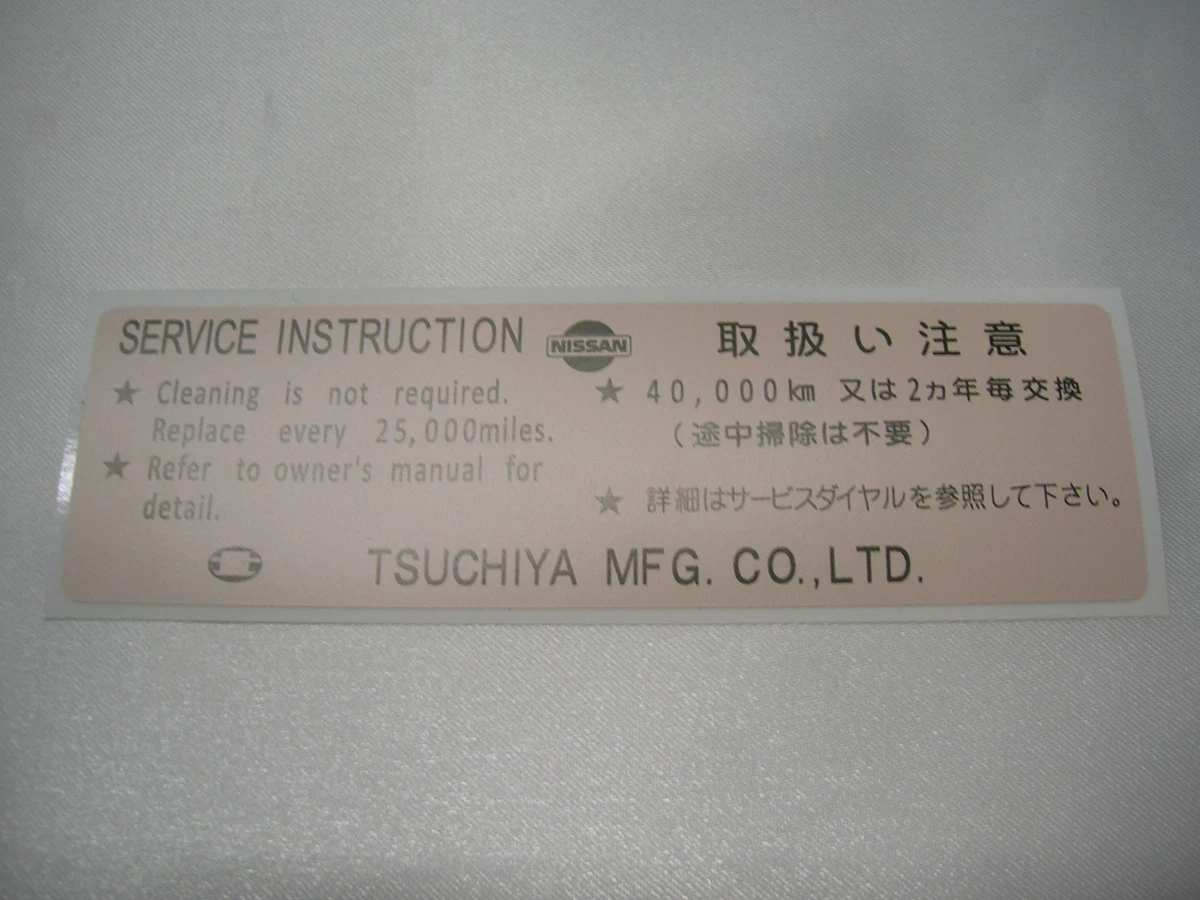 SERVICE INSTRUCTION
★ Cleaning is not required.
Replace every 25,000miles.
★ Refer to owner's manual for
detail.
NISSAN
取扱い注意
★ 40,000km 又は2ヵ年毎交換
(途中掃除は不要)
★ 詳細はサービスダイヤルを参照して下さい。
TSUCHIYA MFG. CO.,LTD.